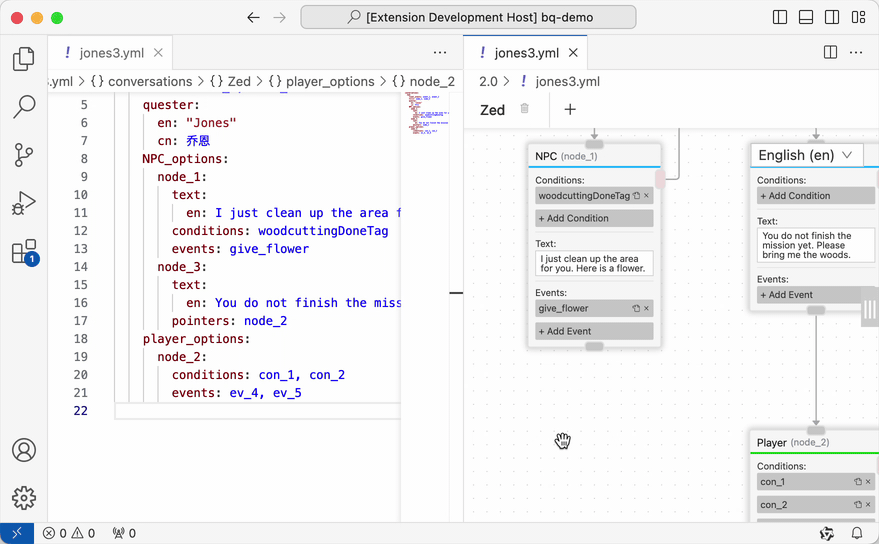 [Extension Development Host] bq-demo
! jones3.yml
.yml > {} conversations > {} Zed > {} player_options > {} node_2
5 quester:
6 en: "Jones"
7 cn: 乔恩
8 NPC_options:
9 node_1:
10 text:
11 en: I just clean up the area f
12 conditions: woodcuttingDoneTag
13 events: give_flower
14 node_3:
15 text:
16 en: You do not finish the miss
17 pointers: node_2
18 player_options:
19 node_2:
20 conditions: con_1, con_2
21 events: ev_4, ev_5
22
! jones3.yml
2.0 > ! jones3.yml
Zed
NPC (node_1)
Conditions:
woodcuttingDoneTag
+ Add Condition
Text:
I just clean up the area
for you. Here is a flower.
Events:
give_flower
+ Add Event
English (en)
Conditions:
+ Add Condition
Text:
You do not finish the
mission yet. Please
bring me the woods.
Events:
+ Add Event
Player (node_2)
Conditions:
con_1
con_2
1
0 0 0